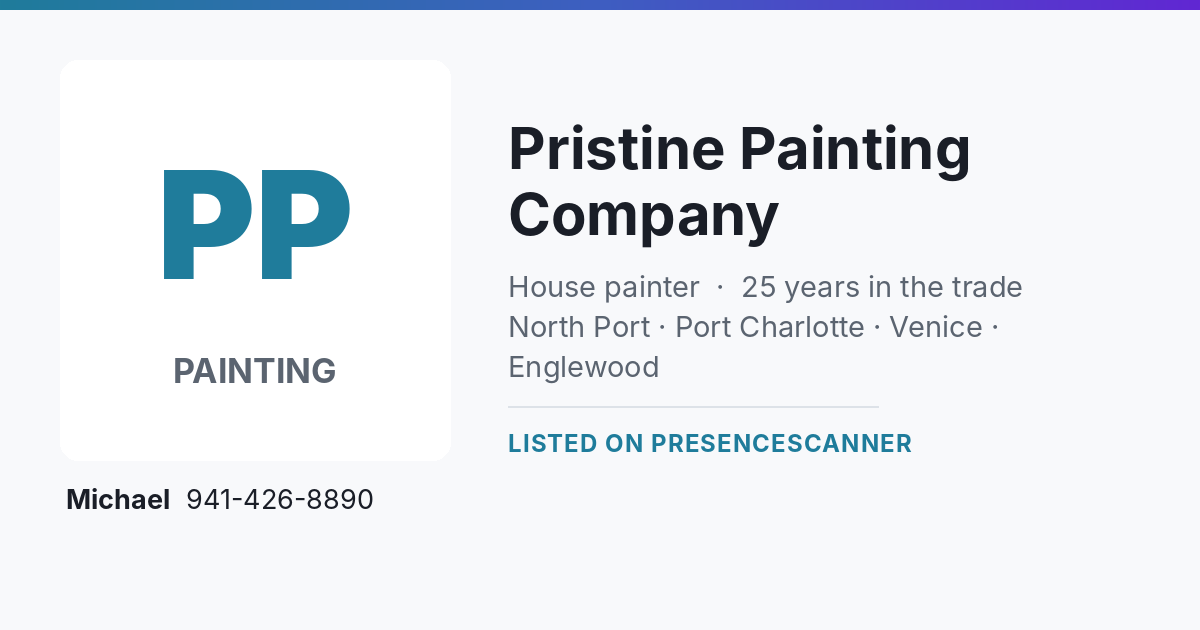 PP
PAINTING
Michael 941-426-8890
Pristine Painting
Company
House painter · 25 years in the trade
North Port · Port Charlotte · Venice ·
Englewood
LISTED ON PRESENCESCANNER